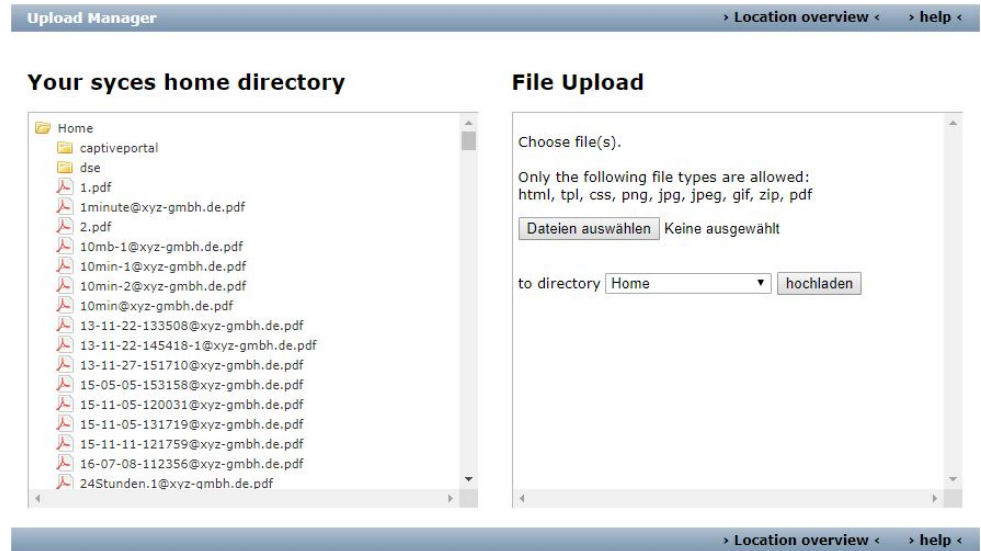 Upload Manager
› Location overview ‹ › help ‹
Your syces home directory
Home
captiveportal
dse
1.pdf
1minute@xyz-gmbh.de.pdf
2.pdf
10mb-1@xyz-gmbh.de.pdf
10min-1@xyz-gmbh.de.pdf
10min-2@xyz-gmbh.de.pdf
10min@xyz-gmbh.de.pdf
13-11-22-133508@xyz-gmbh.de.pdf
13-11-22-145418-1@xyz-gmbh.de.pdf
13-11-27-151710@xyz-gmbh.de.pdf
15-05-05-153158@xyz-gmbh.de.pdf
15-11-05-120031@xyz-gmbh.de.pdf
15-11-05-131719@xyz-gmbh.de.pdf
15-11-11-121759@xyz-gmbh.de.pdf
16-07-08-112356@xyz-gmbh.de.pdf
24Stunden.1@xyz-gmbh.de.pdf
File Upload
Choose file(s).
Only the following file types are allowed:
html, tpl, css, png, jpg, jpeg, gif, zip, pdf
Dateien auswählen Keine ausgewählt
to directory Home hochladen
› Location overview ‹ › help ‹